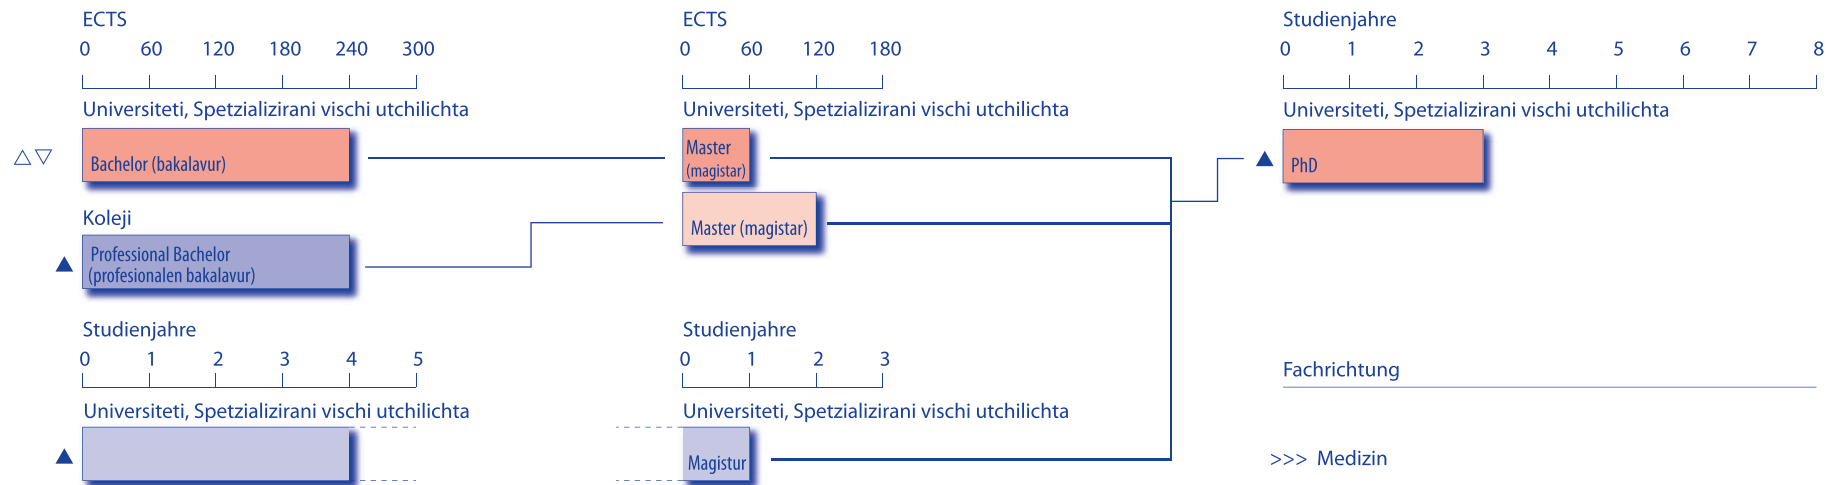 ECTS
0 60 120 180 240 300
Universiteti, Spetzializirani vischi utchilichta
Bachelor (bakalavur)
Koleji
Professional Bachelor
(profesionalen bakalavur)
Studienjahre
0 1 2 3 4 5
Universiteti, Spetzializirani vischi utchilichta
ECTS
0 60 120 180
Universiteti, Spetzializirani vischi utchilichta
Master
(magistar)
Master (magistar)
Studienjahre
0 1 2 3
Universiteti, Spetzializirani vischi utchilichta
Magistur
Studienjahre
0 1 2 3 4 5 6 7 8
Universiteti, Spetzializirani vischi utchilichta
PhD
Fachrichtung
>>> Medizin